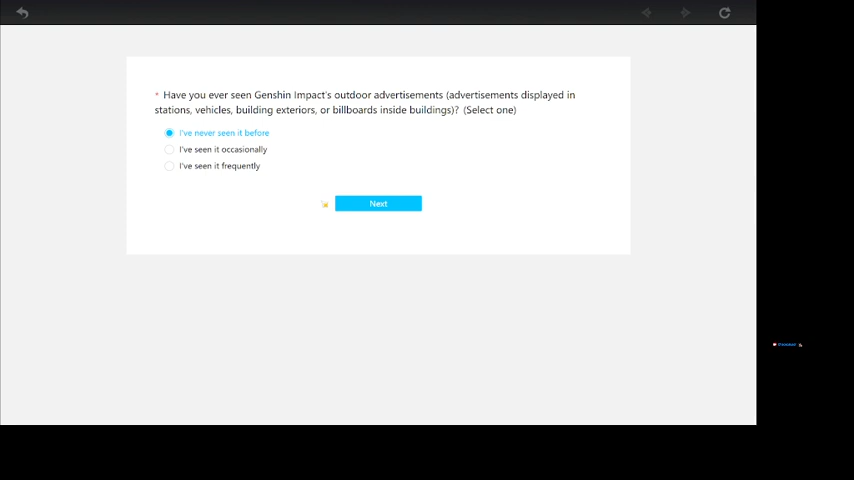 * Have you ever seen Genshin Impact's outdoor advertisements (advertisements displayed in
stations, vehicles, building exteriors, or billboards inside buildings)? (Select one)
I've never seen it before
I've seen it occasionally
I've seen it frequently
Next